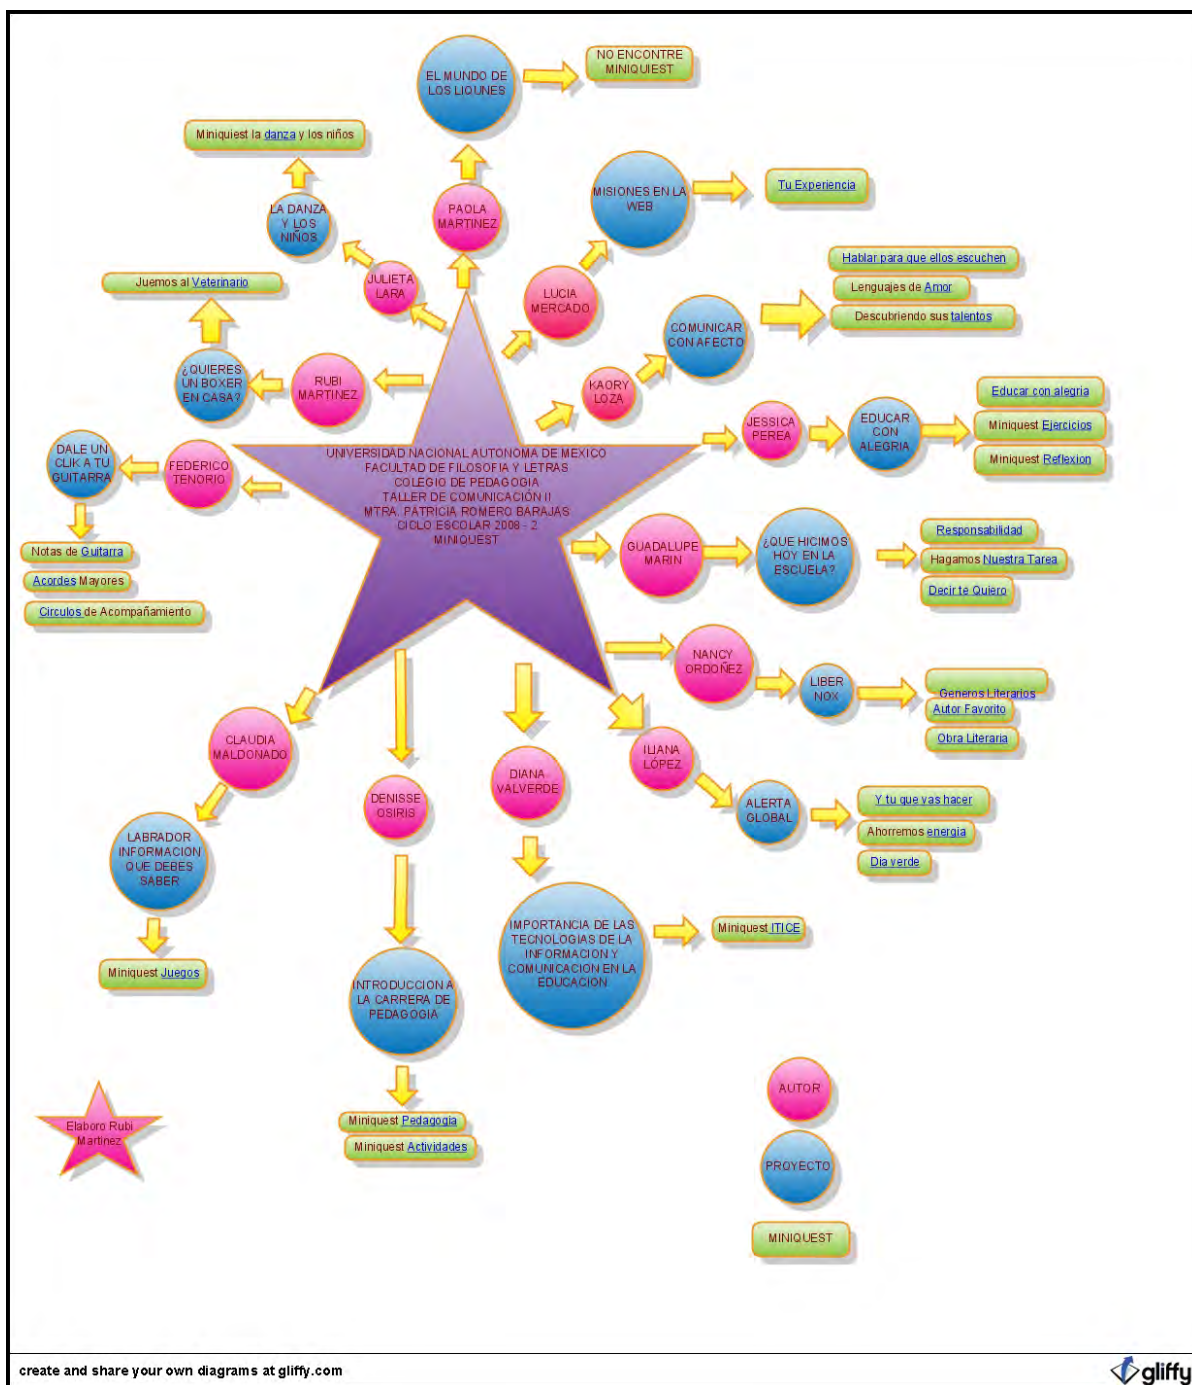 EL MUNDO DE
LOS LIQUNES
NO ENCONTRE
MINIQUIEST
PAOLA
MARTINEZ
Miniquiest la danza y los niños
LA DANZA
Y LOS
NIÑOS
JULIETA
LARA
MISIONES EN LA
WEB
Tu Experiencia
LUCIA
MERCADO
Juemos al Veterinario
¿QUIERES
UN BOXER
EN CASA?
RUBI
MARTINEZ
COMUNICAR
CON AFECTO
KAORY
LOZA
Hablar para que ellos escuchen
Lenguajes de Amor
Descubriendo sus talentos
JESSICA
PEREA
EDUCAR
CON
ALEGRIA
Educar con alegria
Miniquest Ejercicios
Miniquest Reflexion
DALE UN
CLIK A TU
GUITARRA
FEDERICO
TENORIO
Notas de Guitarra
Acordes Mayores
Circulos de Acompañamiento
UNIVERSIDAD NACIONAL AUTONOMA DE MEXICO
FACULTAD DE FILOSOFIA Y LETRAS
COLEGIO DE PEDAGOGIA
TALLER DE COMUNICACIÓN II
MTRA. PATRICIA ROMERO BARAJAS
CICLO ESCOLAR 2008 - 2
MINIQUEST
GUADALUPE
MARIN
¿QUE HICIMOS
HOY EN LA
ESCUELA?
Responsabilidad
Hagamos Nuestra Tarea
Decir te Quiero
NANCY
ORDOÑEZ
LIBER
NOX
Generos Literarios
Autor Favorito
Obra Literaria
ILIANA
LÓPEZ
ALERTA
GLOBAL
Y tu que vas hacer
Ahorremos energia
Dia verde
CLAUDIA
MALDONADO
LABRADOR
INFORMACION
QUE DEBES
SABER
Miniquest Juegos
DENISSE
OSIRIS
INTRODUCCION A
LA CARRERA DE
PEDAGOGIA
Miniquest Pedagogia
Miniquest Actividades
DIANA
VALVERDE
IMPORTANCIA DE LAS
TECNOLOGIAS DE LA
INFORMACION Y
COMUNICACION EN LA
EDUCACION
Miniquest ITICE
Elaboro Rubi
Martinez
AUTOR
PROYECTO
MINIQUEST
create and share your own diagrams at gliffy.com
gliffy